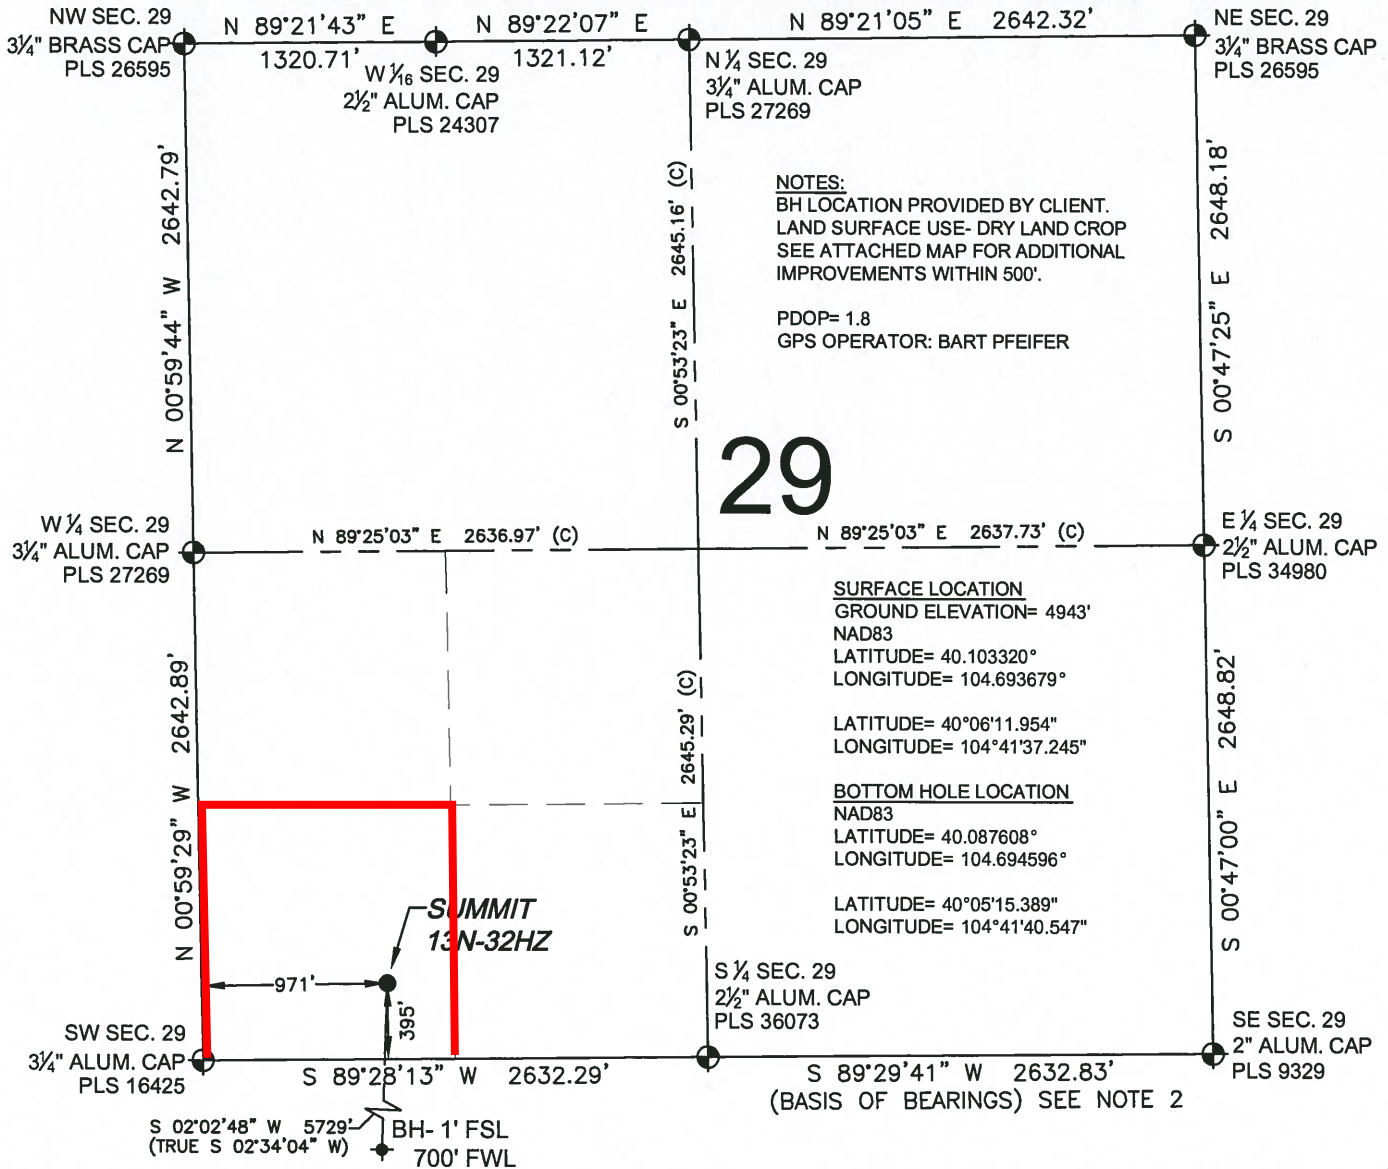 NW SEC. 29
3¼" BRASS CAP
PLS 26595
N 89°21'43" E
1320.71'
W 1⁄16 SEC. 29
2½" ALUM. CAP
PLS 24307
N 89°22'07" E
1321.12'
N ¼ SEC. 29
3¼" ALUM. CAP
PLS 27269
N 89°21'05" E 2642.32'
NE SEC. 29
3¼" BRASS CAP
PLS 26595
N 00°59'44" W 2642.79'
S 00°53'23" E 2645.16' (C)
NOTES:
BH LOCATION PROVIDED BY CLIENT.
LAND SURFACE USE- DRY LAND CROP
SEE ATTACHED MAP FOR ADDITIONAL
IMPROVEMENTS WITHIN 500'.
PDOP= 1.8
GPS OPERATOR: BART PFEIFER
S 00°47'25" E 2648.18'
29
W ¼ SEC. 29
3¼" ALUM. CAP
PLS 27269
N 89°25'03" E 2636.97' (C)
N 89°25'03" E 2637.73' (C)
E ¼ SEC. 29
2½" ALUM. CAP
PLS 34980
N 00°59'29" W 2642.89'
S 00°53'23" E 2645.29' (C)
SURFACE LOCATION
GROUND ELEVATION= 4943'
NAD83
LATITUDE= 40.103320°
LONGITUDE= 104.693679°
LATITUDE= 40°06'11.954"
LONGITUDE= 104°41'37.245"
BOTTOM HOLE LOCATION
NAD83
LATITUDE= 40.087608°
LONGITUDE= 104.694596°
LATITUDE= 40°05'15.389"
LONGITUDE= 104°41'40.547"
S 00°47'00" E 2648.82'
SUMMIT
13N-32HZ
971'
395'
SW SEC. 29
3¼" ALUM. CAP
PLS 16425
S 89°28'13" W 2632.29'
S ¼ SEC. 29
2½" ALUM. CAP
PLS 36073
S 89°29'41" W 2632.83'
(BASIS OF BEARINGS) SEE NOTE 2
SE SEC. 29
2" ALUM. CAP
PLS 9329
S 02°02'48" W 5729'
(TRUE S 02°34'04" W)
BH- 1' FSL
700' FWL